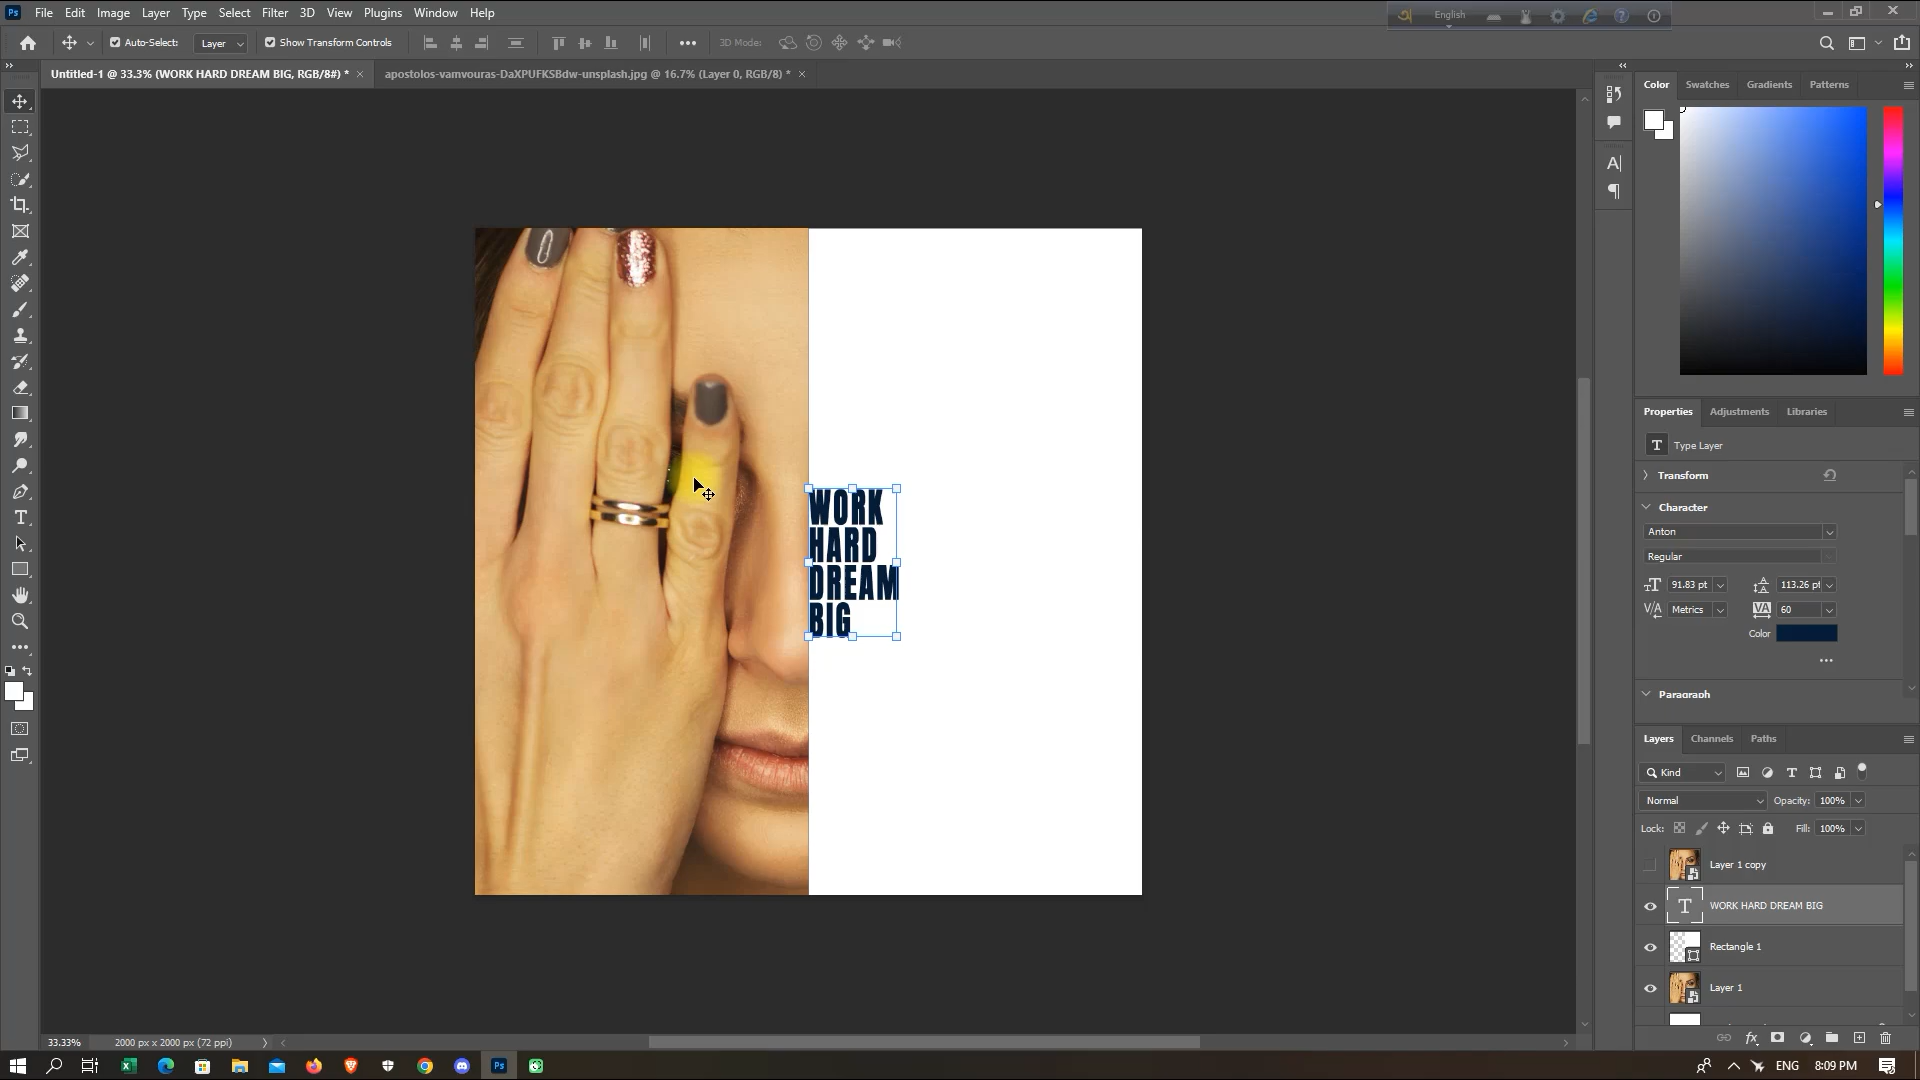 Ps File Edit Image Layer Type Select Filter 3D View Plugins Window Help
English
Auto-Select: Layer Show Transform Controls 3D Mode:
Untitled-1 @ 33.3% (WORK HARD DREAM BIG, RGB/8#) *
apostolos-vamvouras-DaXPUFKSBdw-unsplash.jpg @ 16.7% (Layer 0, RGB/8) *
Color Swatches Gradients Patterns
WORK
HARD
DREAM
BIG
Properties Adjustments Libraries
T Type Layer
Transform
Character
Anton
Regular
91.83 pt 113.26 pt
Metrics 60
Color
Paragraph
Layers Channels Paths
Kind
Normal Opacity: 100%
Lock: Fill: 100%
Layer 1 copy
T WORK HARD DREAM BIG
Rectangle 1
Layer 1
33.33% 2000 px x 2000 px (72 ppi)
Ps ENG 8:09 PM